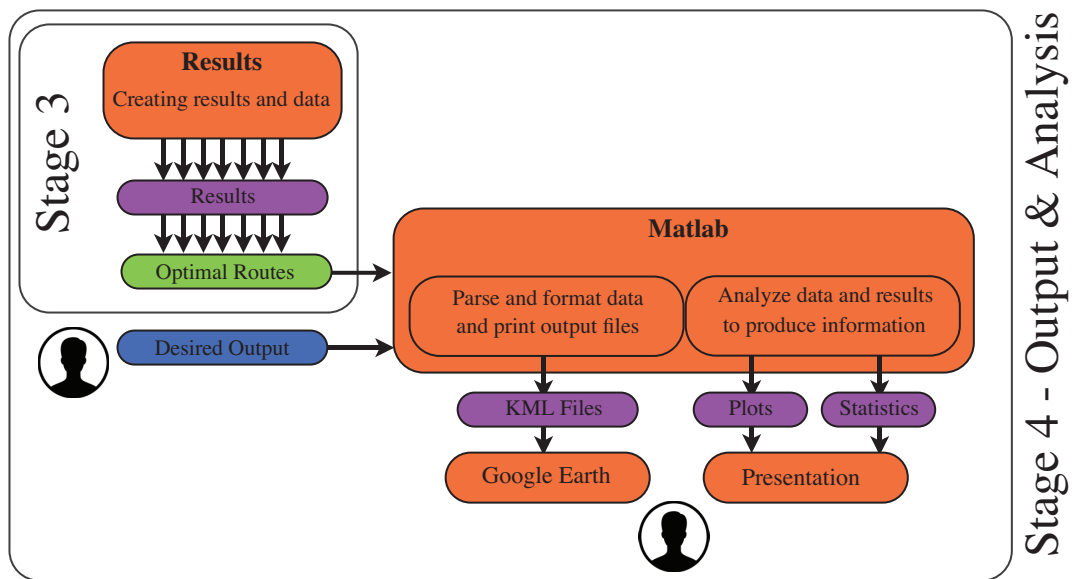 Stage 3
Results
Creating results and data
Results
Optimal Routes
Desired Output
Matlab
Parse and format data
and print output files
Analyze data and results
to produce information
KML Files
Plots
Statistics
Google Earth
Presentation
Stage 4 - Output & Analysis